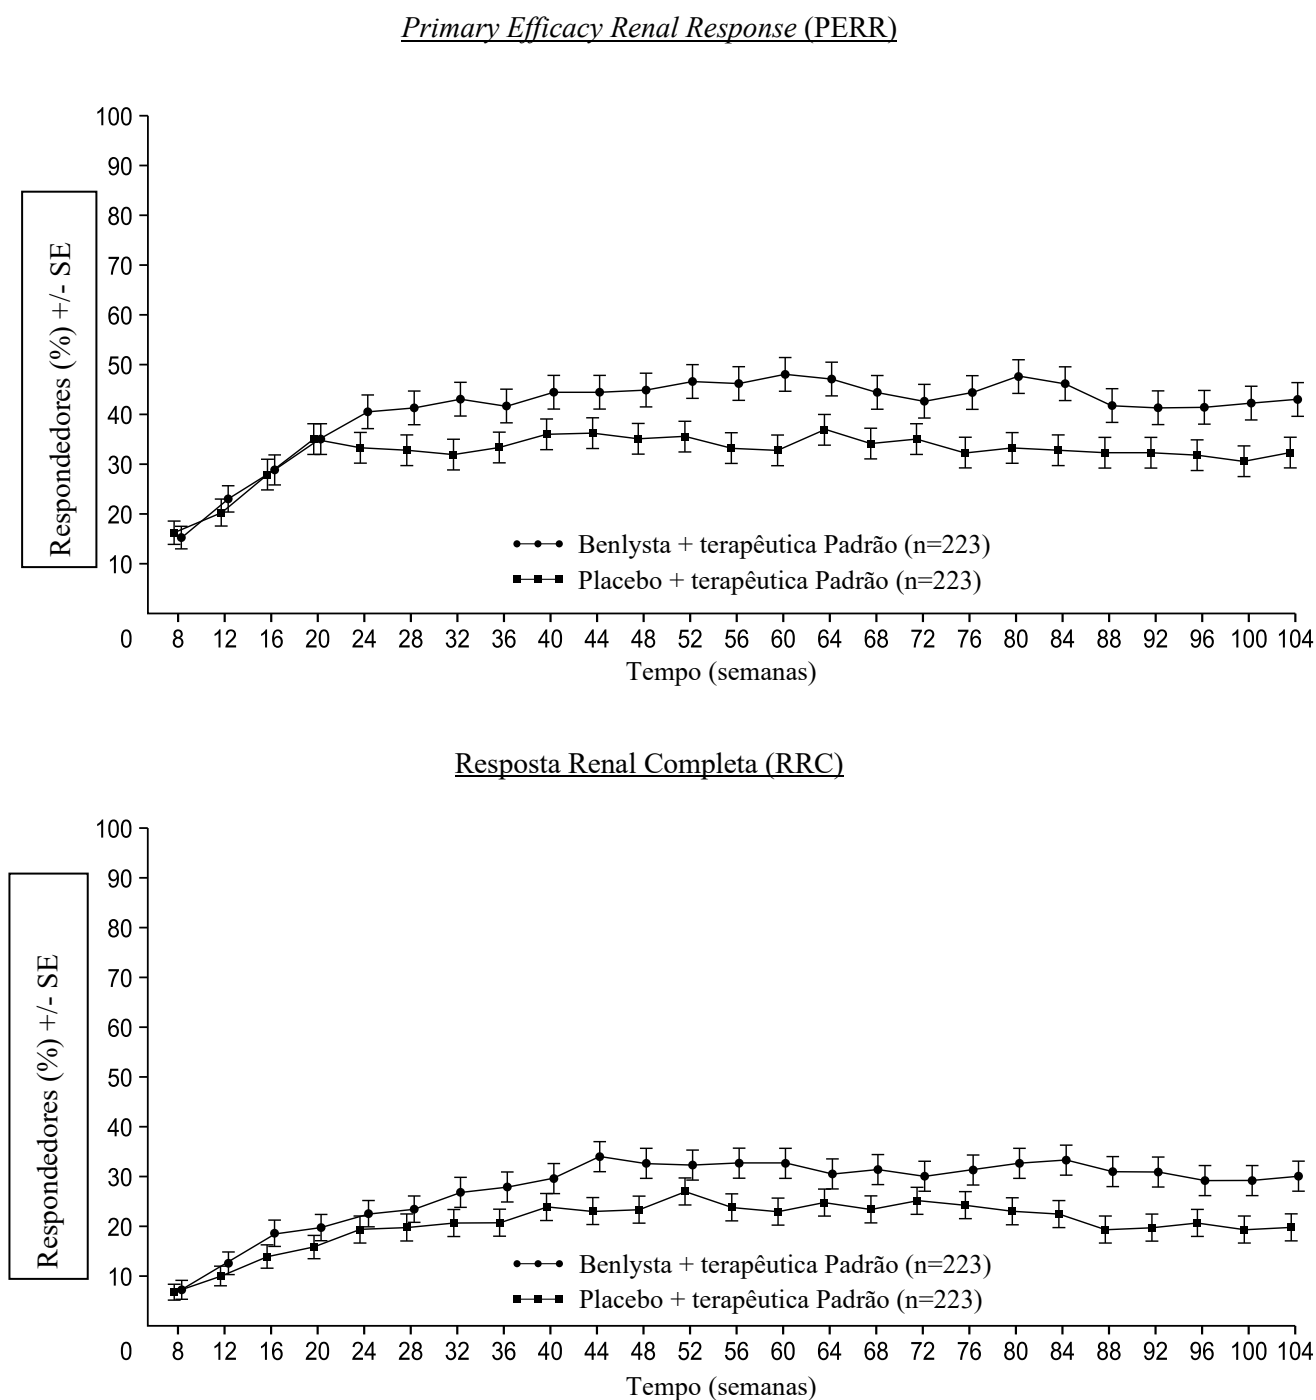 Primary Efficacy Renal Response (PERR)
100
90
80
70
60
50
40
30
20
10
0
Respondedores (%) +/- SE
Benlysta + terapêutica Padrão (n=223)
Placebo + terapêutica Padrão (n=223)
8 12 16 20 24 28 32 36 40 44 48 52 56 60 64 68 72 76 80 84 88 92 96 100 104
Tempo (semanas)
Resposta Renal Completa (RRC)
100
90
80
70
60
50
40
30
20
10
0
Respondedores (%) +/- SE
Benlysta + terapêutica Padrão (n=223)
Placebo + terapêutica Padrão (n=223)
8 12 16 20 24 28 32 36 40 44 48 52 56 60 64 68 72 76 80 84 88 92 96 100 104
Tempo (semanas)